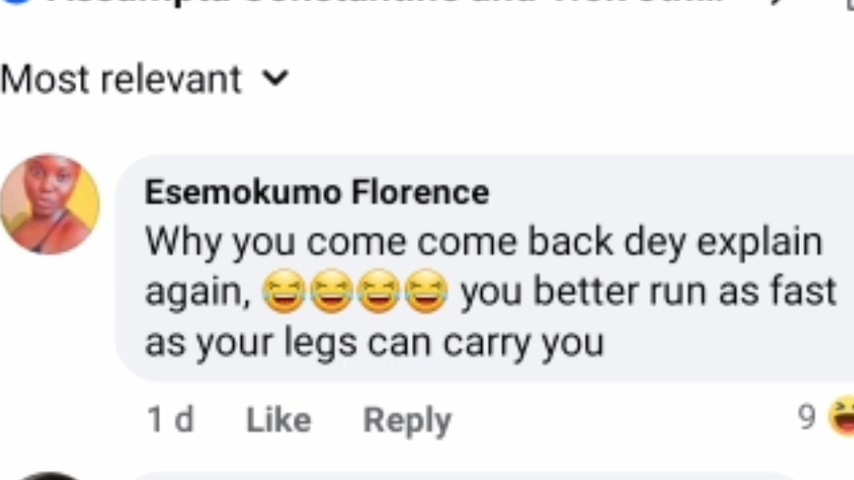 Most relevant
Esemokumo Florence
Why you come come back dey explain
again, 😂😂😂😂 you better run as fast
as your legs can carry you
1 d Like Reply 9